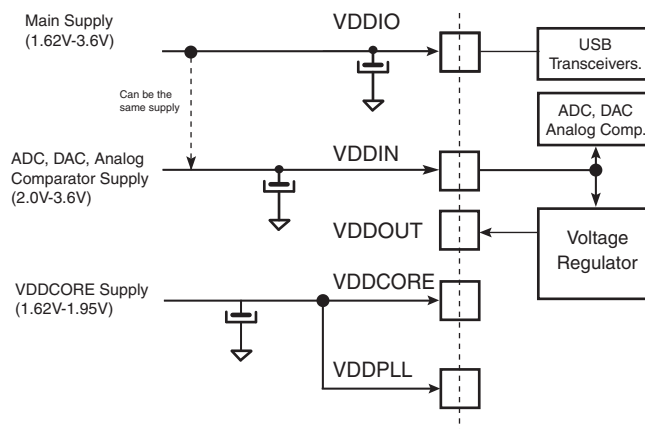 Main Supply
(1.62V-3.6V)
VDDIO
USB
Transceivers.
Can be the
same supply
ADC, DAC
Analog Comp.
ADC, DAC, Analog
Comparator Supply
(2.0V-3.6V)
VDDIN
VDDOUT
Voltage
Regulator
VDDCORE Supply
(1.62V-1.95V)
VDDCORE
VDDPLL